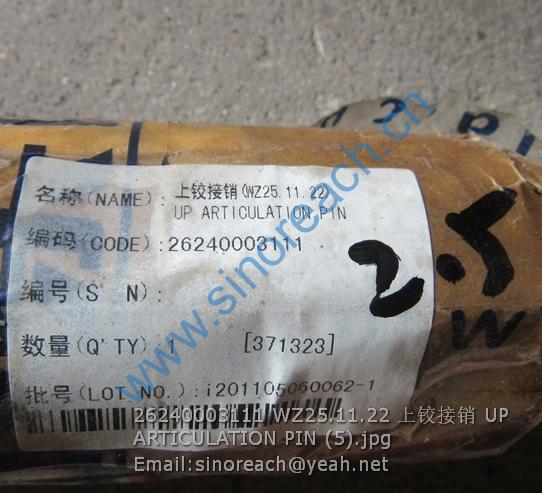 名称(NAME): 上铰接销(WZ25.11.22)
UP ARTICULATION PIN
编码(CODE):26240003111
编号(S N):
数量(Q'TY) 1 [371323]
批号(LOT NO.):i201105060062-1
2.5
W
www.sinoreach.cn
26240003111 WZ25.11.22 上铰接销 UP
ARTICULATION PIN (5).jpg
Email:sinoreach@yeah.net